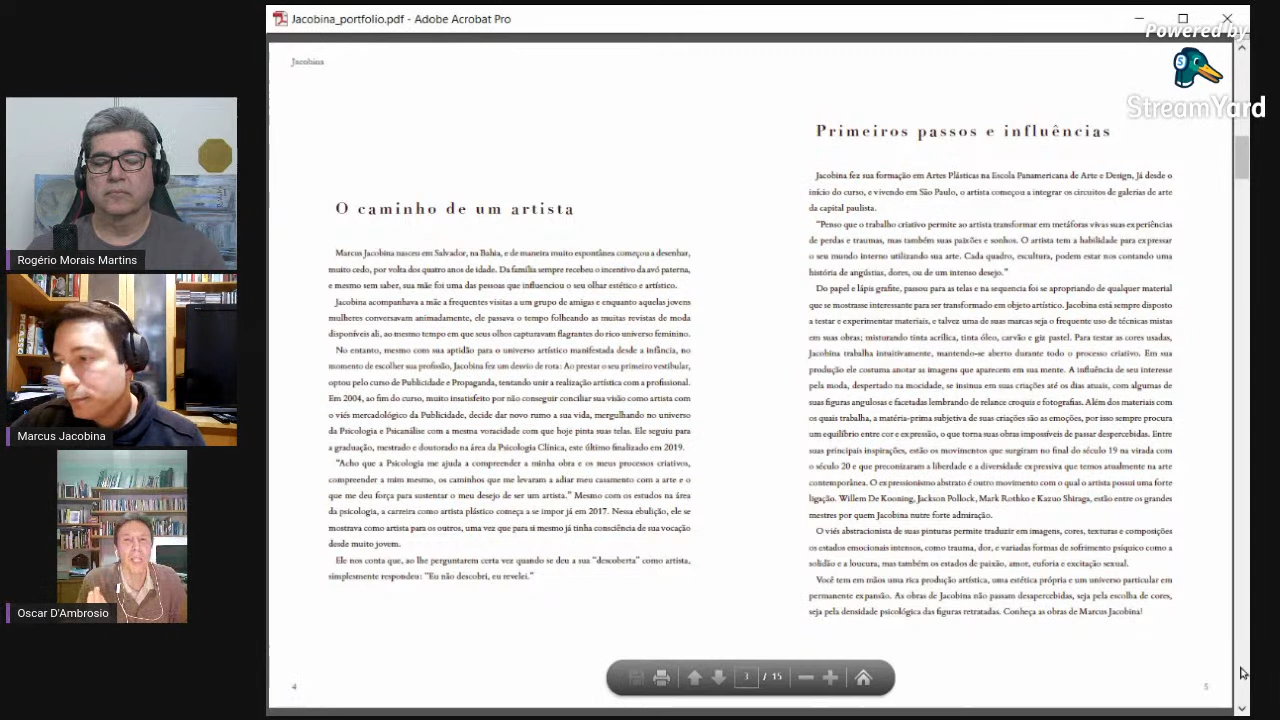 Jacobina_portfolio.pdf - Adobe Acrobat Pro
Powered by
StreamYard
Jacobina
O caminho de um artista
Marcus Jacobina nasceu em Salvador, na Bahia, e de maneira muito espontânea começou a desenhar,
muito cedo, por volta dos quatro anos de idade. Da família sempre recebeu o incentivo da avó paterna,
e mesmo sem saber, sua mãe foi uma das pessoas que influenciou o seu olhar estético e artístico.
Jacobina acompanhava a mãe a frequentes visitas a um grupo de amigas e enquanto aquelas jovens
mulheres conversavam animadamente, ele passava o tempo folheando as muitas revistas de moda
disponíveis ali, ao mesmo tempo em que seus olhos capturavam flagrantes do rico universo feminino.
No entanto, mesmo com sua aptidão para o universo artístico manifestada desde a infância, no
momento de escolher sua profissão, Jacobina fez um desvio de rota: Ao prestar o seu primeiro vestibular,
optou pelo curso de Publicidade e Propaganda, tentando unir a realização artística com a profissional.
Em 2004, ao fim do curso, muito insatisfeito por não conseguir conciliar sua visão como artista com
o viés mercadológico da Publicidade, decide dar novo rumo a sua vida, mergulhando no universo
da Psicologia e Psicanálise com a mesma voracidade com que hoje pinta suas telas. Ele seguiu para
a graduação, mestrado e doutorado na área da Psicologia Clínica, este último finalizado em 2019.
"Acho que a Psicologia me ajuda a compreender a minha obra e os meus processos criativos,
compreender a mim mesmo, os caminhos que me levaram a adiar meu casamento com a arte e o
que me deu força para sustentar o meu desejo de ser um artista." Mesmo com os estudos na área
da psicologia, a carreira como artista plástico começa a se impor já em 2017. Nessa ebulição, ele se
mostrava como artista para os outros, uma vez que para si mesmo já tinha consciência de sua vocação
desde muito jovem.
Ele nos conta que, ao lhe perguntarem certa vez quando se deu a sua "descoberta" como artista,
simplesmente respondeu: "Eu não descobri, eu revelei."
4
Primeiros passos e influências
Jacobina fez sua formação em Artes Plásticas na Escola Panamericana de Arte e Design, Já desde o
início do curso, e vivendo em São Paulo, o artista começou a integrar os circuitos de galerias de arte
da capital paulista.
"Penso que o trabalho criativo permite ao artista transformar em metáforas vivas suas experiências
de perdas e traumas, mas também suas paixões e sonhos. O artista tem a habilidade para expressar
o seu mundo interno utilizando sua arte. Cada quadro, escultura, podem estar nos contando uma
história de angústias, dores, ou de um intenso desejo."
Do papel e lápis grafite, passou para as telas e na sequencia foi se apropriando de qualquer material
que se mostrasse interessante para ser transformado em objeto artístico. Jacobina está sempre disposto
a testar e experimentar materiais, e talvez uma de suas marcas seja o frequente uso de técnicas mistas
em suas obras; misturando tinta acrílica, tinta óleo, carvão e giz pastel. Para testar as cores usadas,
Jacobina trabalha intuitivamente, mantendo-se aberto durante todo o processo criativo. Em sua
produção ele costuma anotar as imagens que aparecem em sua mente. A influência de seu interesse
pela moda, despertado na mocidade, se insinua em suas criações até os dias atuais, com algumas de
suas figuras angulosas e facetadas lembrando de relance croquis e fotografias. Além dos materiais com
os quais trabalha, a matéria-prima subjetiva de suas criações são as emoções, por isso sempre procura
um equilíbrio entre cor e expressão, o que torna suas obras impossíveis de passar despercebidas. Entre
suas principais inspirações, estão os movimentos que surgiram no final do século 19 na virada com
o século 20 e que preconizaram a liberdade e a diversidade expressiva que temos atualmente na arte
contemporânea. O expressionismo abstrato é outro movimento com o qual o artista possui uma forte
ligação. Willem De Kooning, Jackson Pollock, Mark Rothko e Kazuo Shiraga, estão entre os grandes
mestres por quem Jacobina nutre forte admiração.
O viés abstracionista de suas pinturas permite traduzir em imagens, cores, texturas e composições
os estados emocionais intensos, como trauma, dor, e variadas formas de sofrimento psíquico como a
solidão e a loucura, mas também os estados de paixão, amor, euforia e excitação sexual.
Você tem em mãos uma rica produção artística, uma estética própria e um universo particular em
permanente expansão. As obras de Jacobina não passam desapercebidas, seja pela escolha de cores,
seja pela densidade psicológica das figuras retratadas. Conheça as obras de Marcus Jacobina!
5
3 / 15
Rogério Morais Martins
Marcus Jacobina
Oscar D'Ambrosio